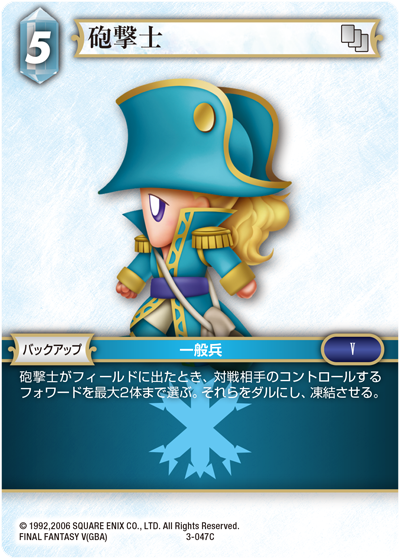 5
砲撃士
バックアップ
一般兵
V
砲撃士がフィールドに出たとき、対戦相手のコントロールする
フォワードを最大2体まで選ぶ。それらをダルにし、凍結させる。
© 1992,2006 SQUARE ENIX CO., LTD. All Rights Reserved.
FINAL FANTASY V(GBA)
3-047C